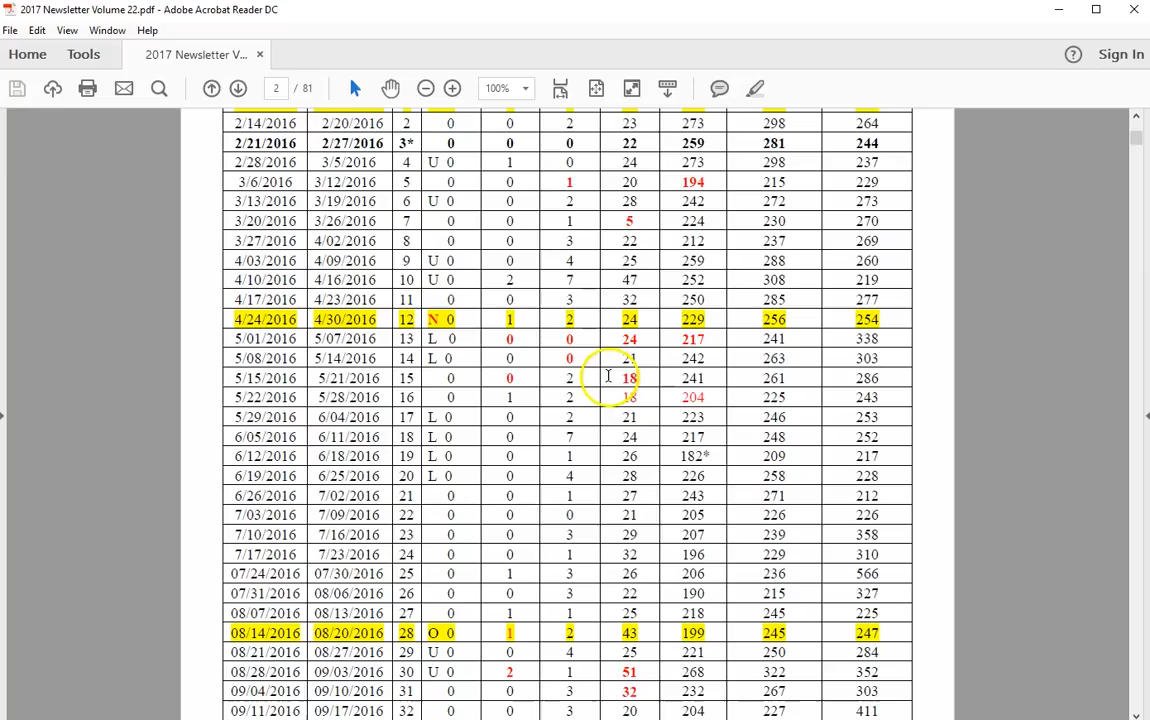 2017 Newsletter Volume 22.pdf - Adobe Acrobat Reader DC
File Edit View Window Help
Home Tools 2017 Newsletter V... × Sign In
2 / 81 100%
2/14/2016 2/20/2016 2 0 0 2 23 273 298 264
2/21/2016 2/27/2016 3* 0 0 0 22 259 281 244
2/28/2016 3/5/2016 4 U 0 1 0 24 273 298 237
3/6/2016 3/12/2016 5 0 0 1 20 194 215 229
3/13/2016 3/19/2016 6 U 0 0 2 28 242 272 273
3/20/2016 3/26/2016 7 0 0 1 5 224 230 270
3/27/2016 4/02/2016 8 0 0 3 22 212 237 269
4/03/2016 4/09/2016 9 U 0 0 4 25 259 288 260
4/10/2016 4/16/2016 10 U 0 2 7 47 252 308 219
4/17/2016 4/23/2016 11 0 0 3 32 250 285 277
4/24/2016 4/30/2016 12 N 0 1 2 24 229 256 254
5/01/2016 5/07/2016 13 L 0 0 0 24 217 241 338
5/08/2016 5/14/2016 14 L 0 0 0 21 242 263 303
5/15/2016 5/21/2016 15 0 0 2 18 241 261 286
5/22/2016 5/28/2016 16 0 1 2 18 204 225 243
5/29/2016 6/04/2016 17 L 0 0 2 21 223 246 253
6/05/2016 6/11/2016 18 L 0 0 7 24 217 248 252
6/12/2016 6/18/2016 19 L 0 0 1 26 182* 209 217
6/19/2016 6/25/2016 20 L 0 0 4 28 226 258 228
6/26/2016 7/02/2016 21 0 0 1 27 243 271 212
7/03/2016 7/09/2016 22 0 0 0 21 205 226 226
7/10/2016 7/16/2016 23 0 0 3 29 207 239 358
7/17/2016 7/23/2016 24 0 0 1 32 196 229 310
07/24/2016 07/30/2016 25 0 1 3 26 206 236 566
07/31/2016 08/06/2016 26 0 0 3 22 190 215 327
08/07/2016 08/13/2016 27 0 1 1 25 218 245 225
08/14/2016 08/20/2016 28 O 0 1 2 43 199 245 247
08/21/2016 08/27/2016 29 U 0 0 4 25 221 250 284
08/28/2016 09/03/2016 30 U 0 2 1 51 268 322 352
09/04/2016 09/10/2016 31 0 0 3 32 232 267 303
09/11/2016 09/17/2016 32 0 0 3 20 204 227 411